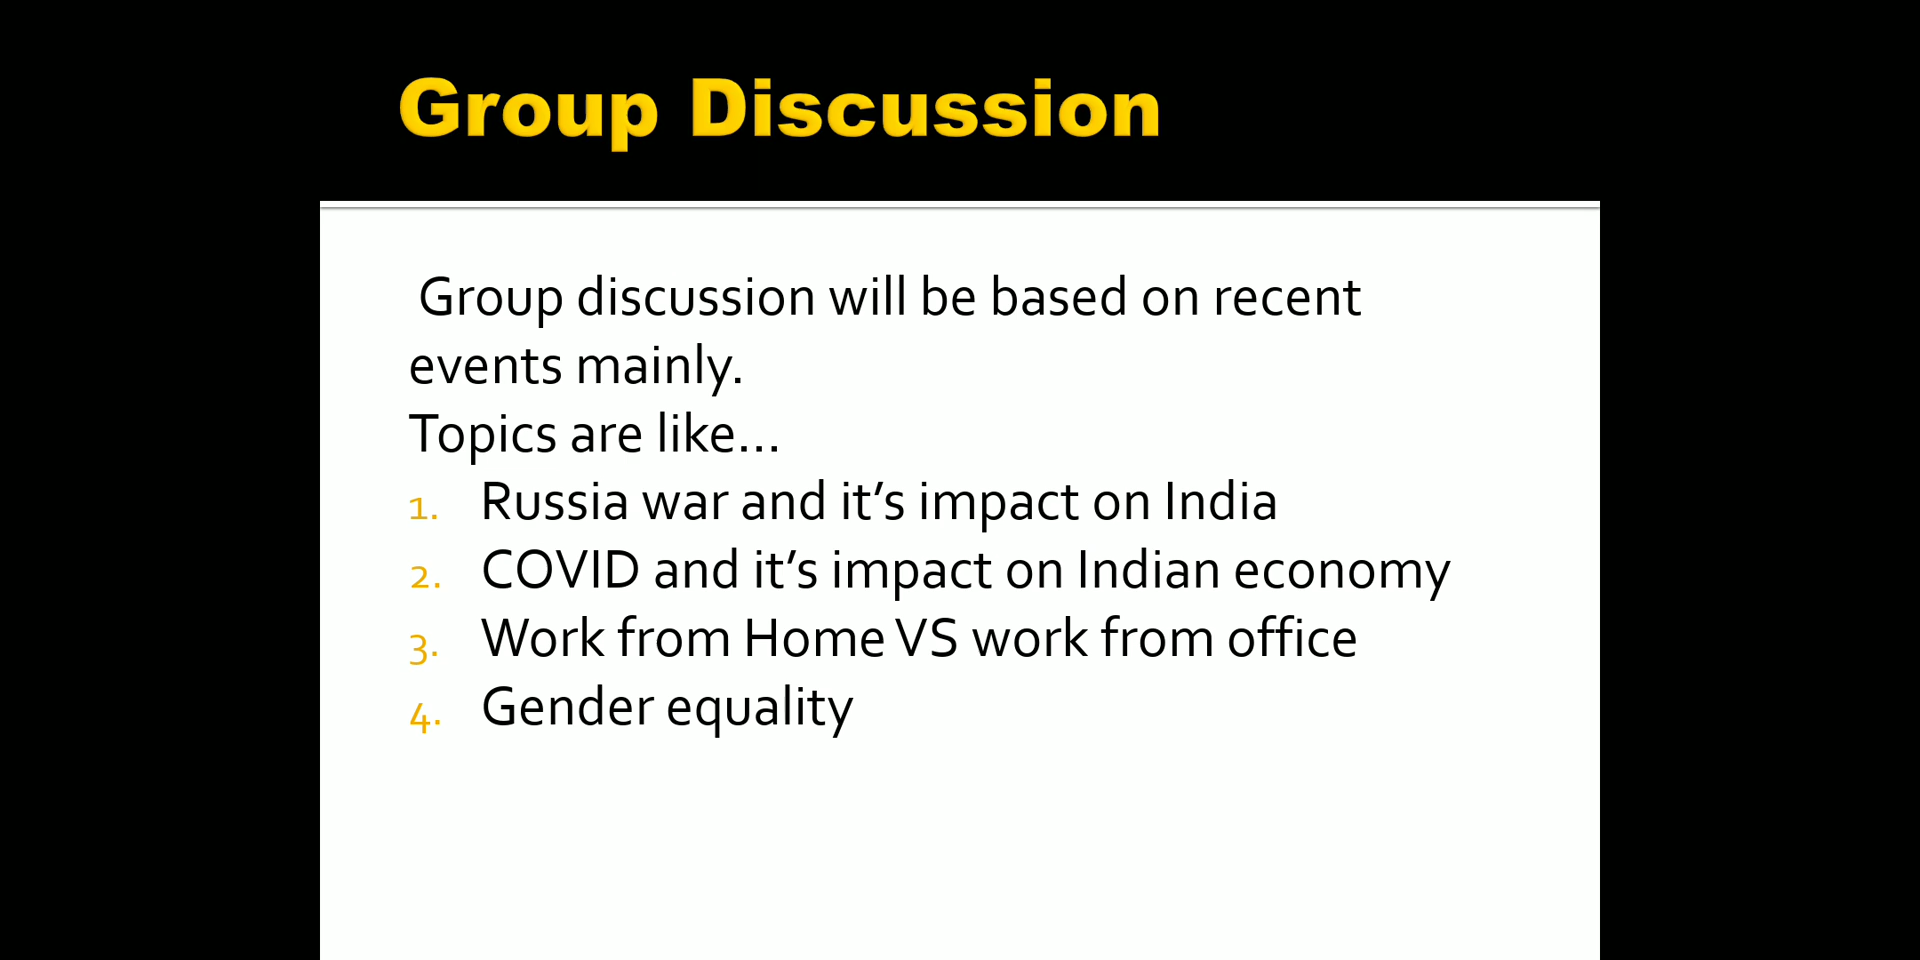 Group Discussion
Group discussion will be based on recent
events mainly.
Topics are like...
1. Russia war and it’s impact on India
2. COVID and it’s impact on Indian economy
3. Work from Home VS work from office
4. Gender equality